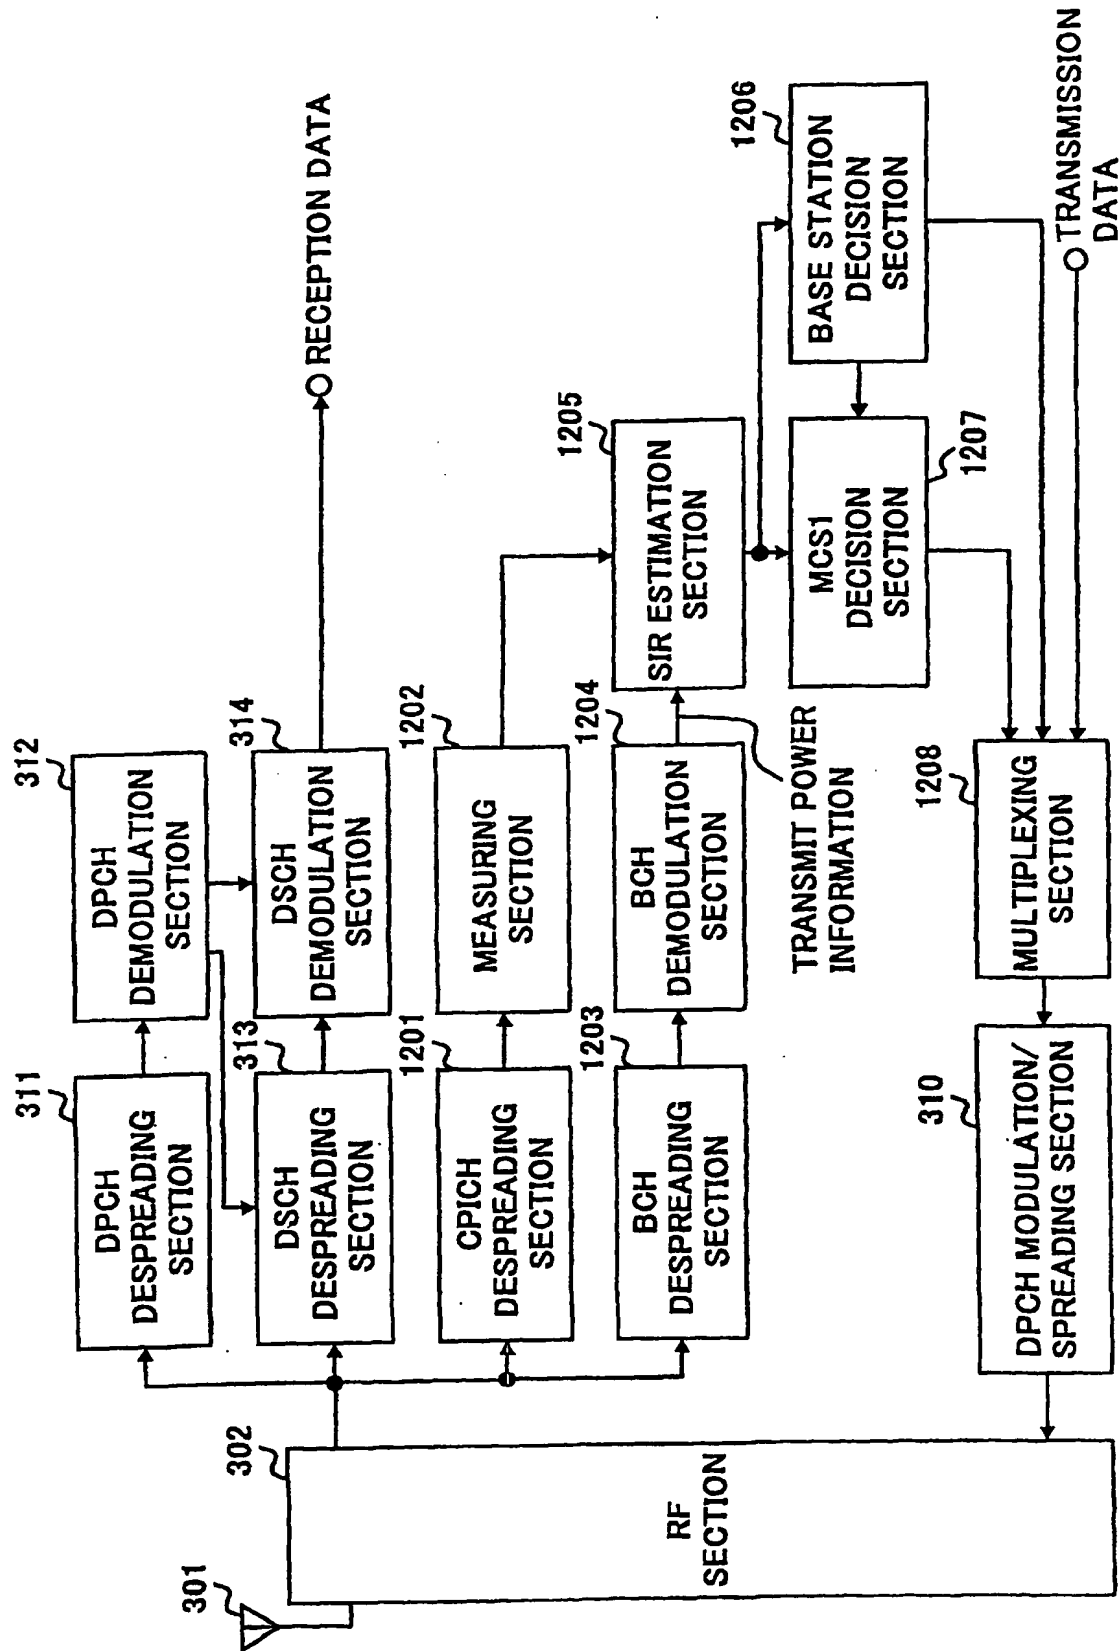 301
302
RF
SECTION
311
DPCH
DESPREADING
SECTION
312
DPCH
DEMODULATION
SECTION
313
DSCH
DESPREADING
SECTION
314
DSCH
DEMODULATION
SECTION
RECEPTION DATA
1201
CPICH
DESPREADING
SECTION
1202
MEASURING
SECTION
1203
BCH
DESPREADING
SECTION
1204
BCH
DEMODULATION
SECTION
TRANSMIT POWER
INFORMATION
1205
SIR ESTIMATION
SECTION
1206
BASE STATION
DECISION
SECTION
MCS1
DECISION
SECTION
1207
310
DPCH MODULATION/
SPREADING SECTION
1208
MULTIPLEXING
SECTION
TRANSMISSION
DATA